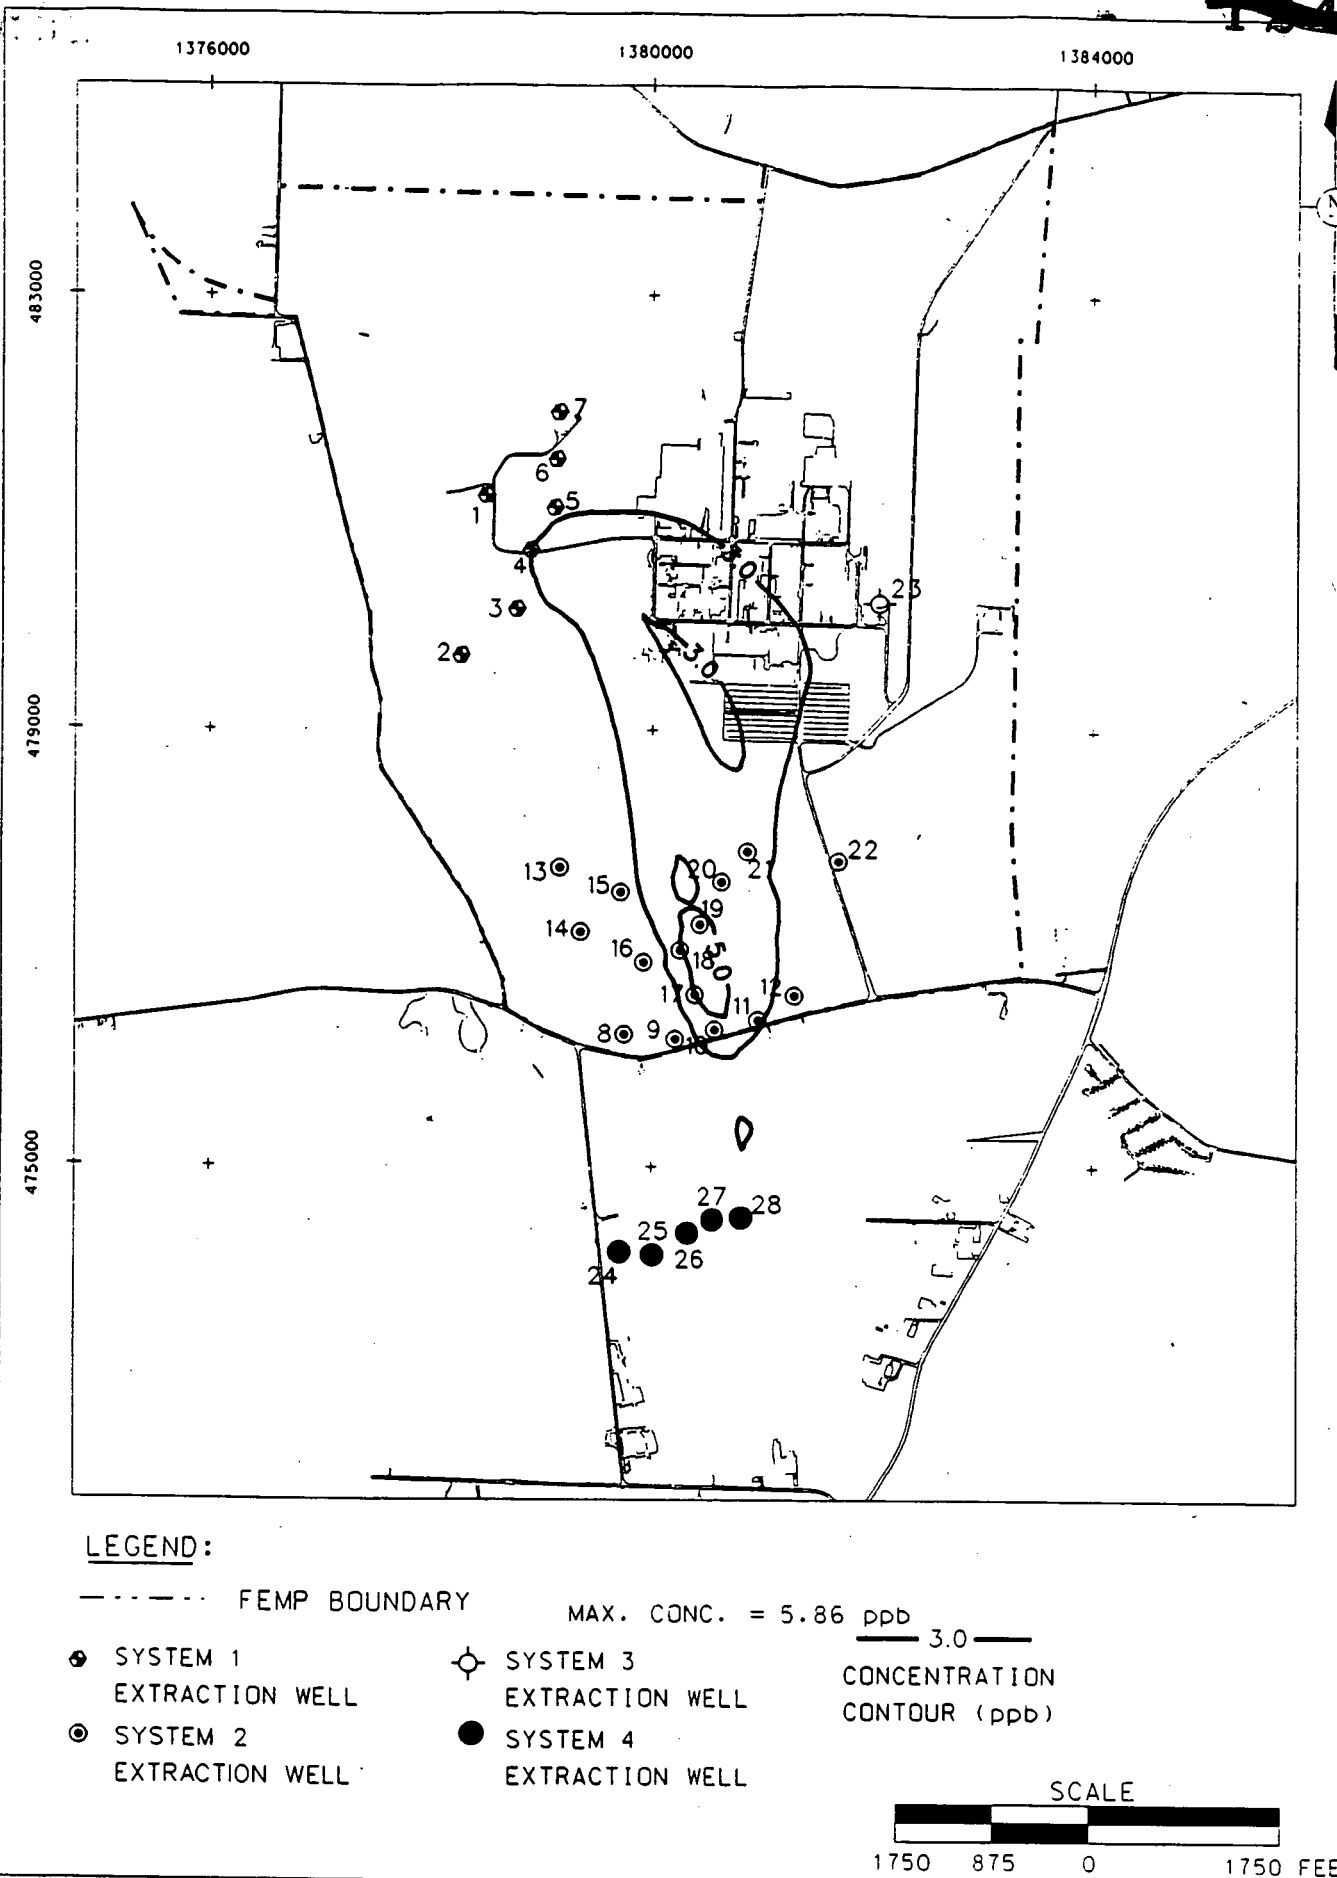 1376000 1380000 1384000
483000
7
6
5
1
4
3
2
23
.0
3.0
479000
13
15
20
21
22
14
19
16
18
5.0
17
12
11
8
9
10
475000
27
28
25
26
24
LEGEND:
FEMP BOUNDARY
MAX. CONC. = 5.86 ppb
3.0
SYSTEM 1
EXTRACTION WELL
SYSTEM 3
EXTRACTION WELL
CONCENTRATION
CONTOUR (ppb)
SYSTEM 2
EXTRACTION WELL
SYSTEM 4
EXTRACTION WELL
SCALE
1750 875 0 1750 FEE